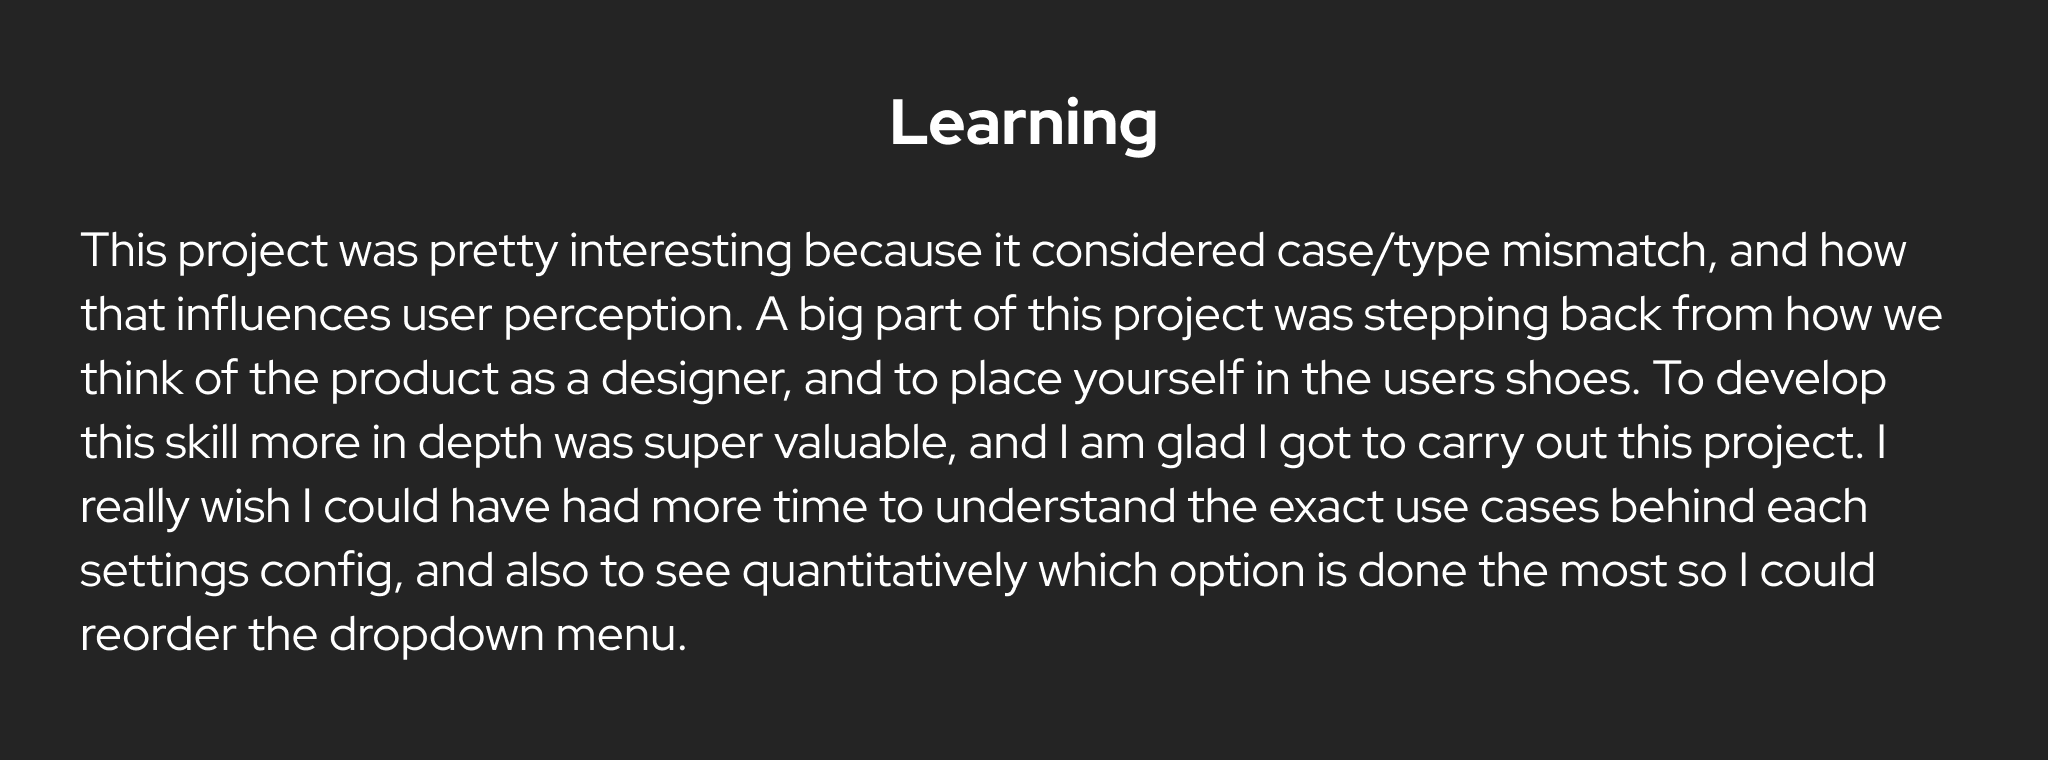 Learning
This project was pretty interesting because it considered case/type mismatch, and how
that influences user perception. A big part of this project was stepping back from how we
think of the product as a designer, and to place yourself in the users shoes. To develop
this skill more in depth was super valuable, and I am glad I got to carry out this project. I
really wish I could have had more time to understand the exact use cases behind each
settings config, and also to see quantitatively which option is done the most so I could
reorder the dropdown menu.